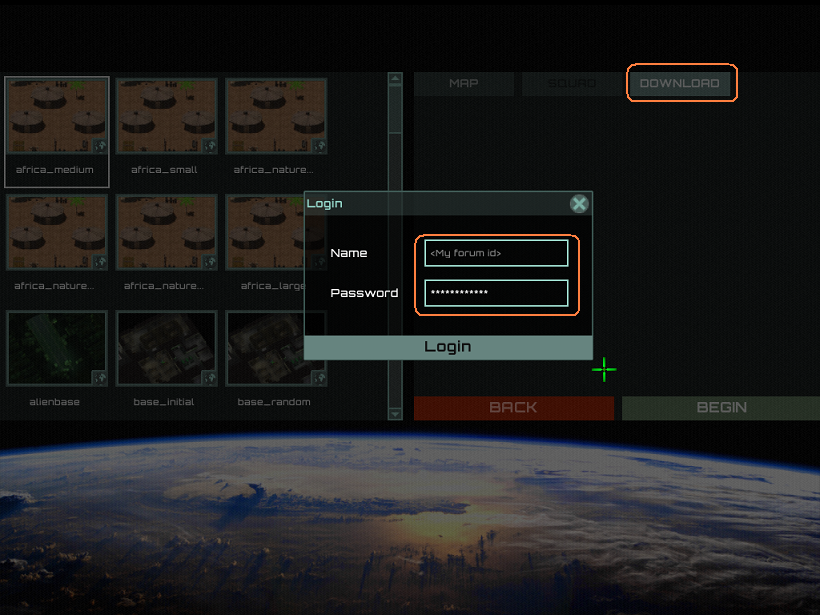 MAP SQUAD DOWNLOAD
africa_medium africa_small africa_nature...
Login
Name <My forum id>
Password ************
Login
africa_nature... africa_nature... africa_large
alienbase base_initial base_random
BACK BEGIN